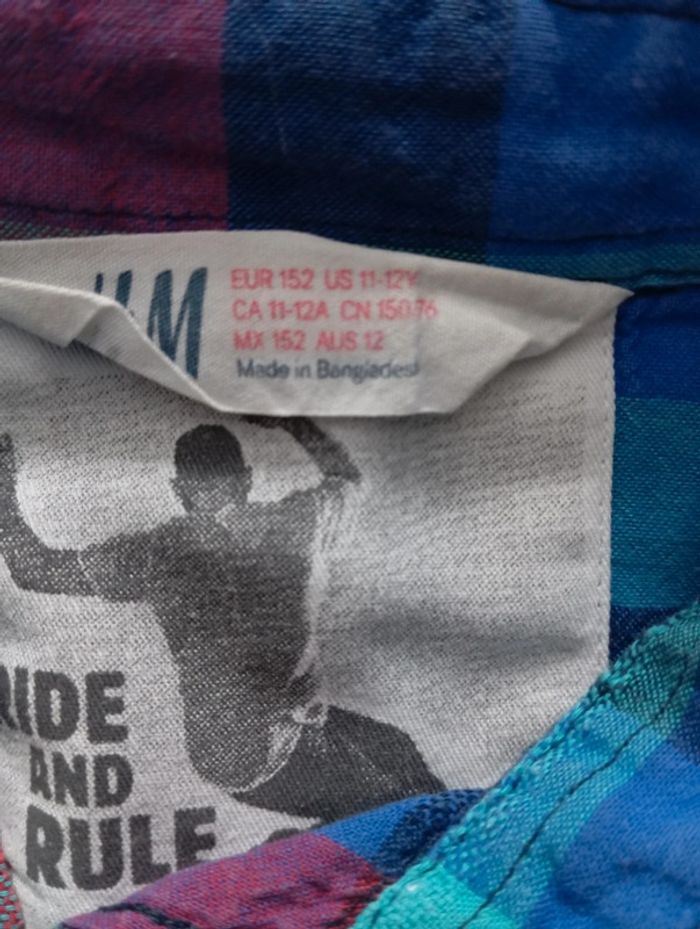 H&M
EUR 152 US 11-12Y
CA 11-12A CN 150/76
MX 152 AUS 12
Made in Bangladesh
RIDE
AND
RULE